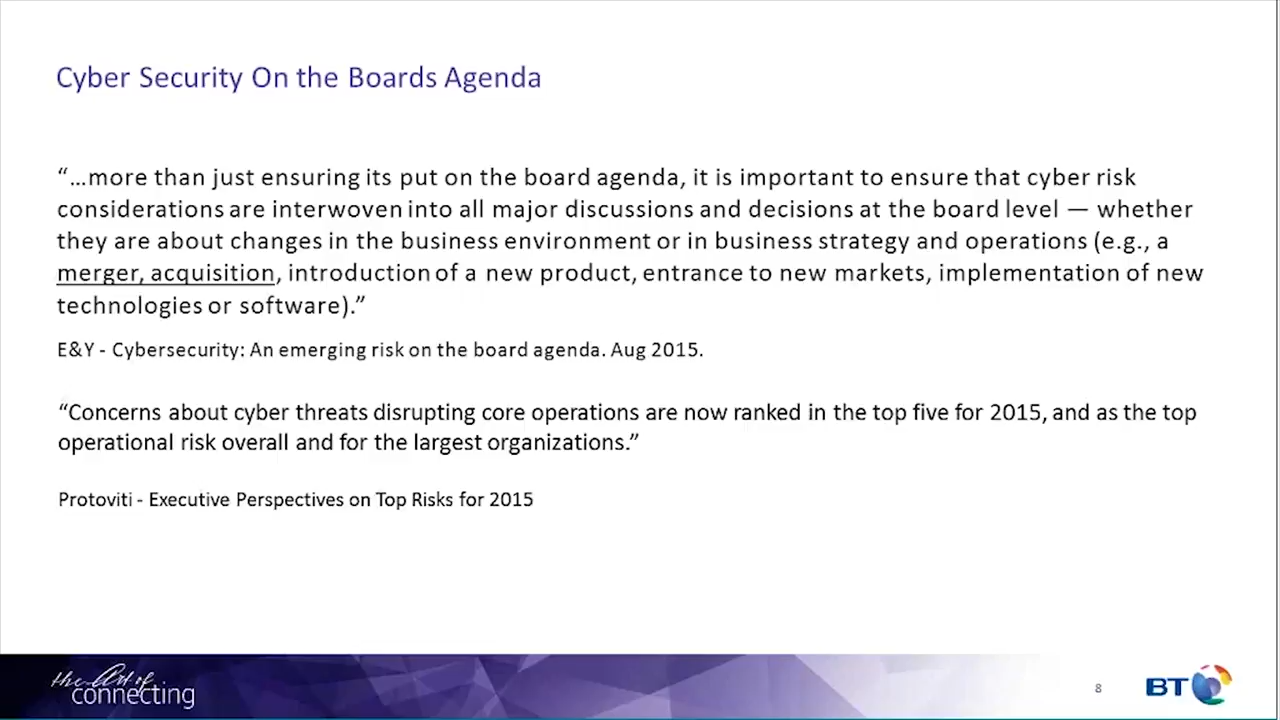 Cyber Security On the Boards Agenda
“…more than just ensuring its put on the board agenda, it is important to ensure that cyber risk
considerations are interwoven into all major discussions and decisions at the board level — whether
they are about changes in the business environment or in business strategy and operations (e.g., a
merger, acquisition, introduction of a new product, entrance to new markets, implementation of new
technologies or software).”
E&Y - Cybersecurity: An emerging risk on the board agenda. Aug 2015.
“Concerns about cyber threats disrupting core operations are now ranked in the top five for 2015, and as the top
operational risk overall and for the largest organizations.”
Protoviti - Executive Perspectives on Top Risks for 2015
the Art of
connecting
8
BT